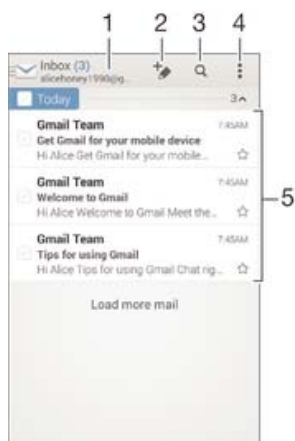 1 2 3 4
Inbox (3)
alicehoney1990@g...
Today 3
Gmail Team 7:45AM
Get Gmail for your mobile device
Hi Alice Get Gmail for your mobile...
Gmail Team 7:45AM
Welcome to Gmail
Hi Alice Welcome to Gmail Meet the...
5
Gmail Team 7:45AM
Tips for using Gmail
Hi Alice Tips for using Gmail Chat rig...
Load more mail